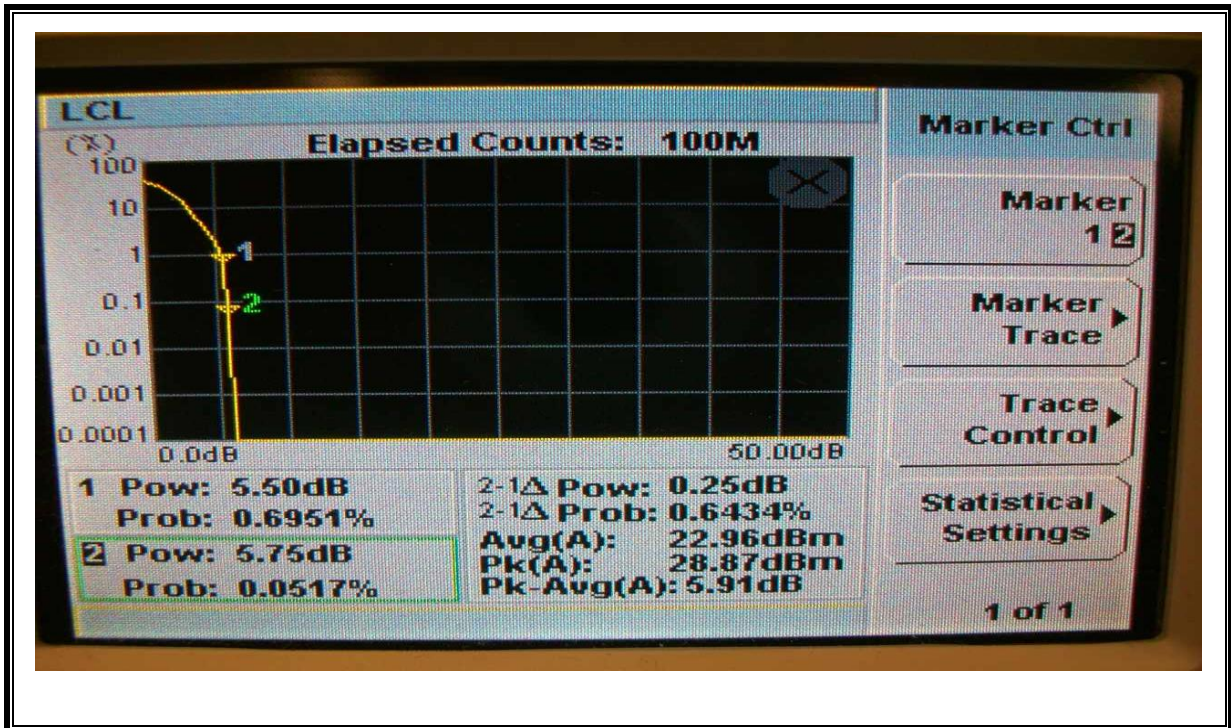 LCL
(%)
Elapsed Counts: 100M
100
10
1
0.1
0.01
0.001
0.0001
1
2
0.0dB
50.00dB
1 Pow: 5.50dB
Prob: 0.6951%
2 Pow: 5.75dB
Prob: 0.0517%
2-1Δ Pow: 0.25dB
2-1Δ Prob: 0.6434%
Avg(A): 22.96dBm
Pk(A): 28.87dBm
Pk-Avg(A): 5.91dB
Marker Ctrl
Marker
1 2
Marker
Trace
Trace
Control
Statistical
Settings
1 of 1